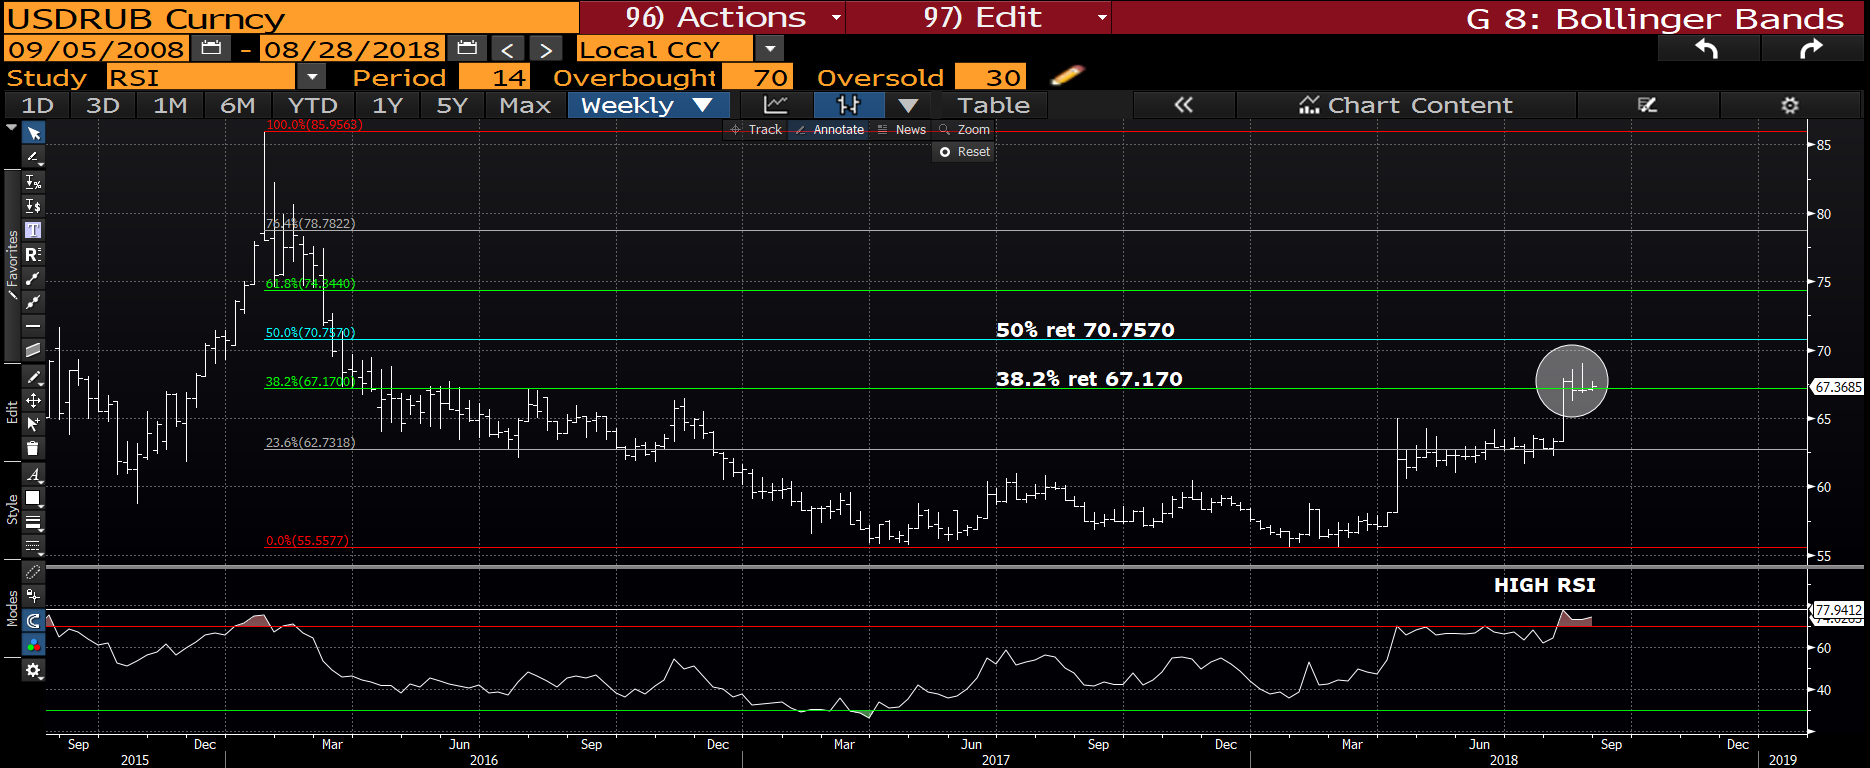 USDRUB Curncy 96) Actions 97) Edit G 8: Bollinger Bands
09/05/2008 - 08/28/2018 < > Local CCY
Study RSI Period 14 Overbought 70 Oversold 30
1D 3D 1M 6M YTD 1Y 5Y Max Weekly Table Chart Content
Track Annotate News Zoom
Reset
100.0%(85.9563)
85
80
76.4%(78.7822)
61.8%(74.3440)
75
50.0%(70.7570)
50% ret 70.7570
70
38.2%(67.1700)
38.2% ret 67.170
67.3685
65
23.6%(62.7318)
60
0.0%(55.5577)
55
Favorites
Edit
Style
Modes
HIGH RSI
77.9412
60
40
Sep Dec Mar Jun Sep Dec Mar Jun Sep Dec Mar Jun Sep Dec
2015 2016 2017 2018 2019